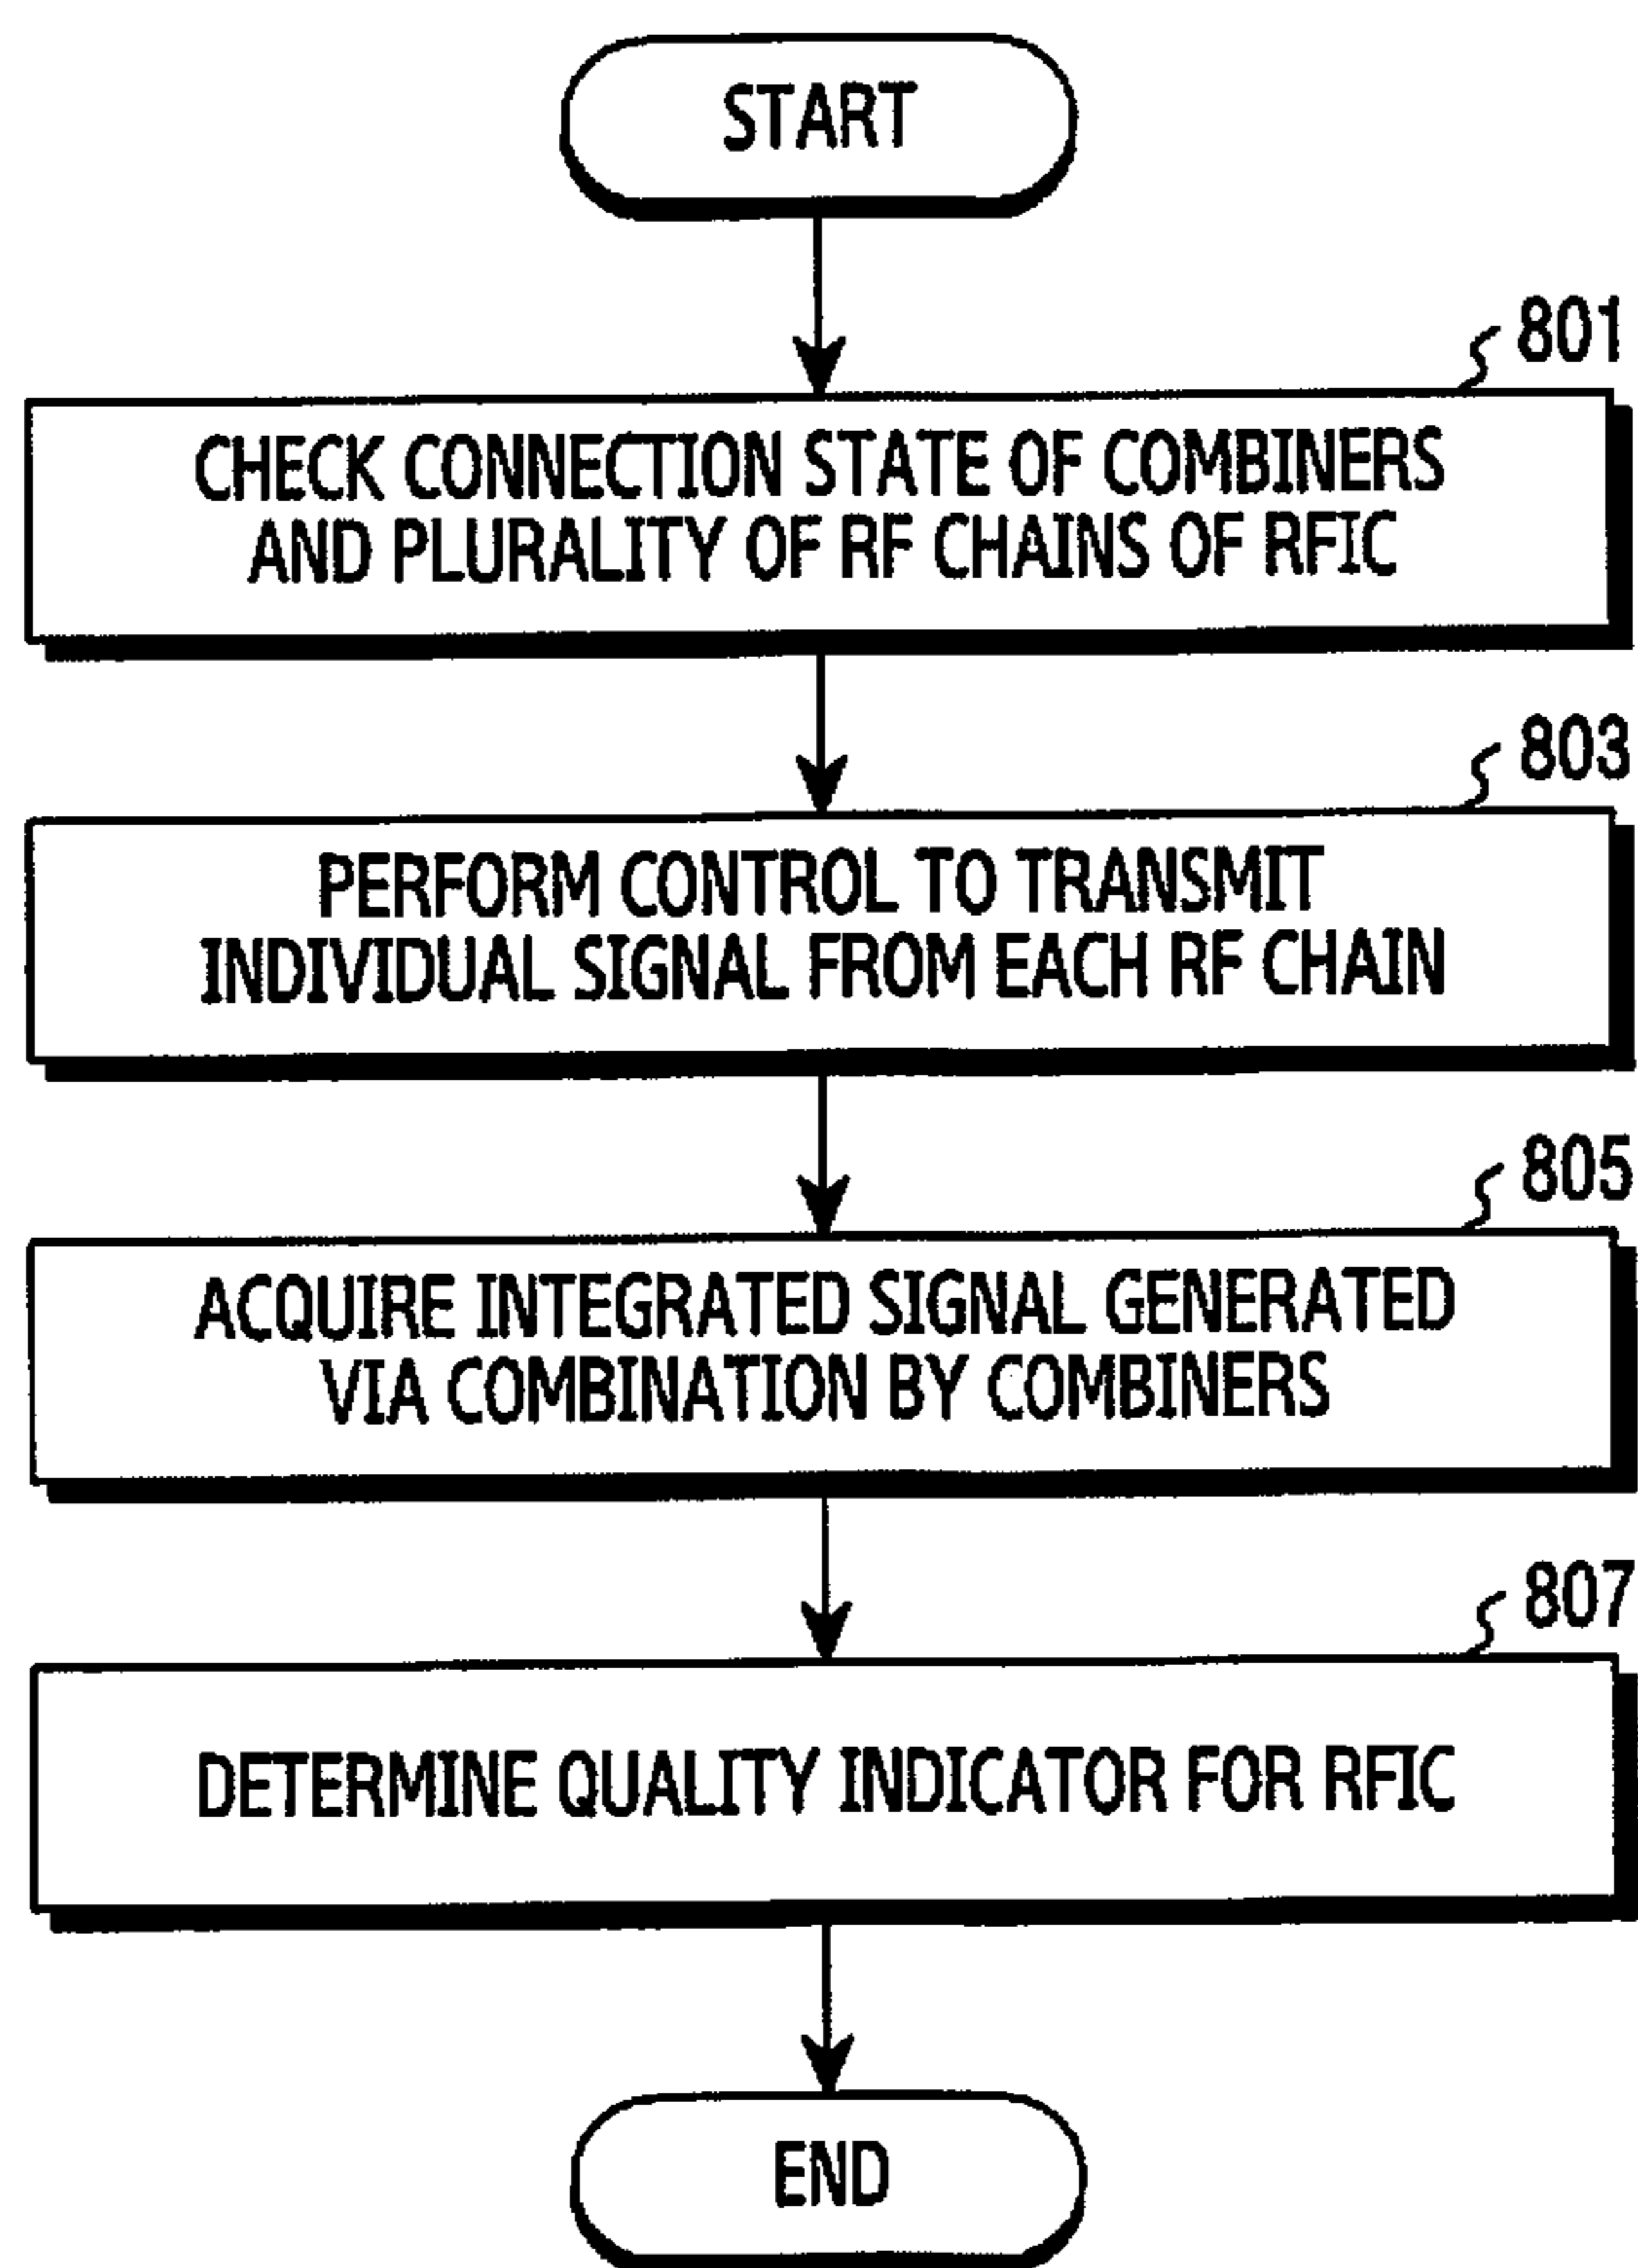 START
801
CHECK CONNECTION STATE OF COMBINERS
AND PLURALITY OF RF CHAINS OF RFIC
803
PERFORM CONTROL TO TRANSMIT
INDIVIDUAL SIGNAL FROM EACH RF CHAIN
805
ACQUIRE INTEGRATED SIGNAL GENERATED
VIA COMBINATION BY COMBINERS
807
DETERMINE QUALITY INDICATOR FOR RFIC
END